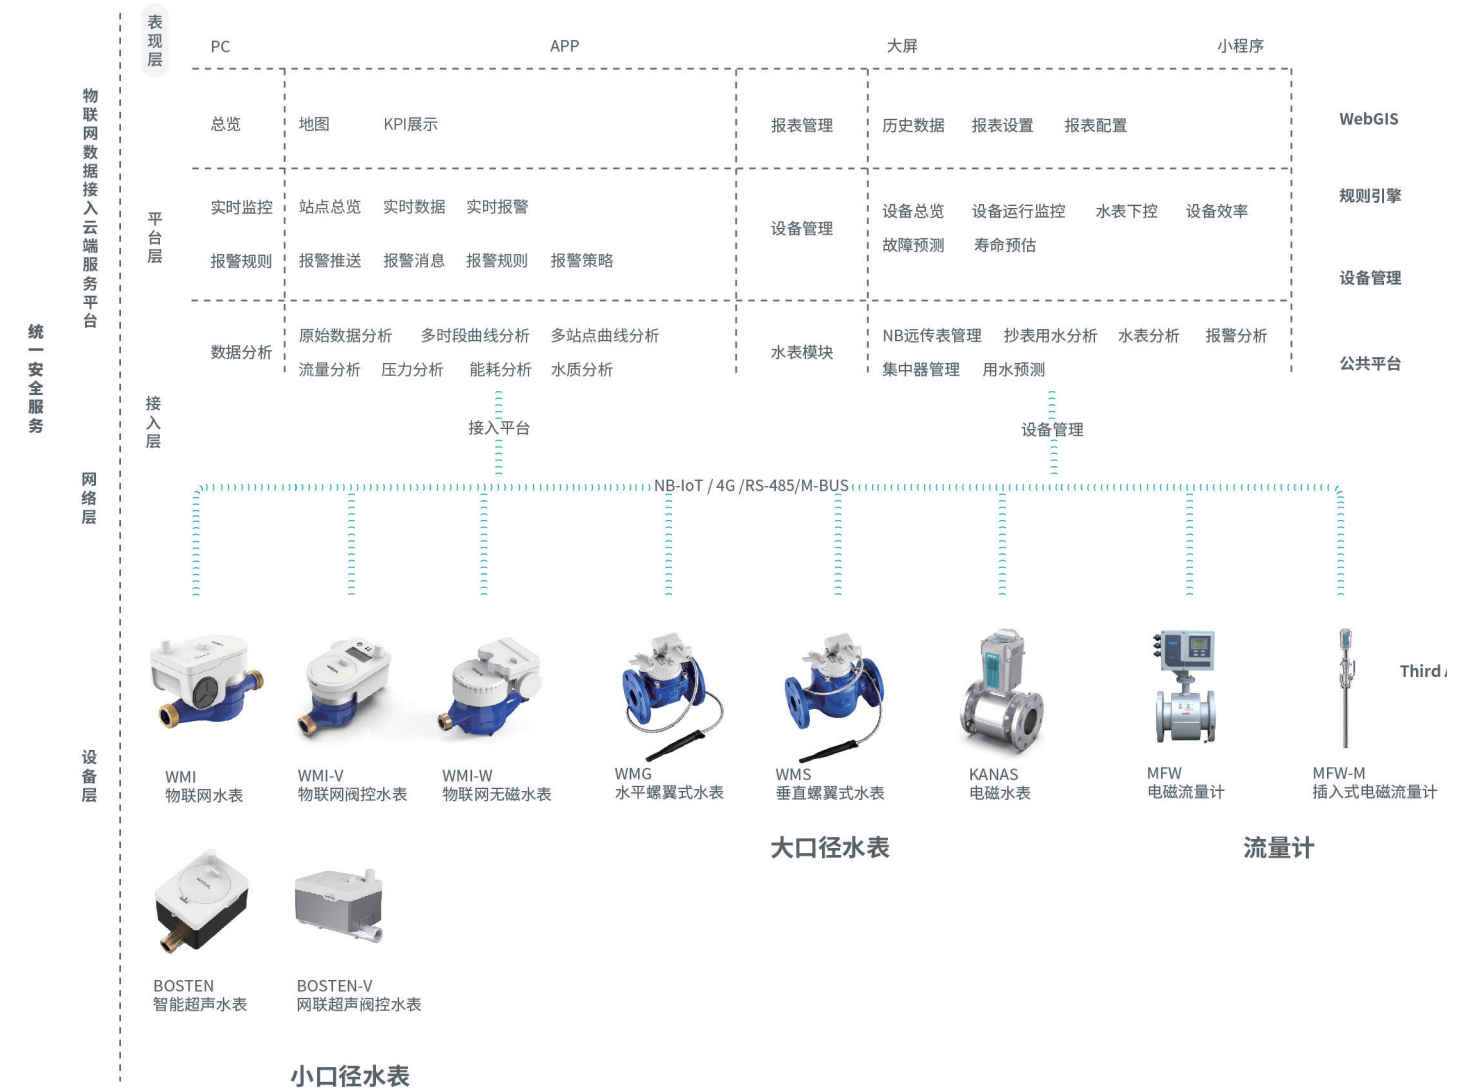 表现层
PC
APP
大屏
小程序
物联网数据接入云端服务平台
统一安全服务
平台层
总览
地图
KPI展示
报表管理
历史数据
报表设置
报表配置
WebGIS
实时监控
站点总览
实时数据
实时报警
设备管理
设备总览
设备运行监控
水表下控
设备效率
故障预测
寿命预估
规则引擎
报警规则
报警推送
报警消息
报警规则
报警策略
设备管理
数据分析
原始数据分析
多时段曲线分析
多站点曲线分析
流量分析
压力分析
能耗分析
水质分析
水表模块
NB远传表管理
抄表用水分析
水表分析
报警分析
集中器管理
用水预测
公共平台
接入层
接入平台
设备管理
网络层
NB-IoT / 4G /RS-485/M-BUS
设备层
Third
WMI
物联网水表
WMI-V
物联网阀控水表
WMI-W
物联网无磁水表
WMG
水平螺翼式水表
WMS
垂直螺翼式水表
KANAS
电磁水表
MFW
电磁流量计
MFW-M
插入式电磁流量计
大口径水表
流量计
BOSTEN
智能超声水表
BOSTEN-V
网联超声阀控水表
小口径水表